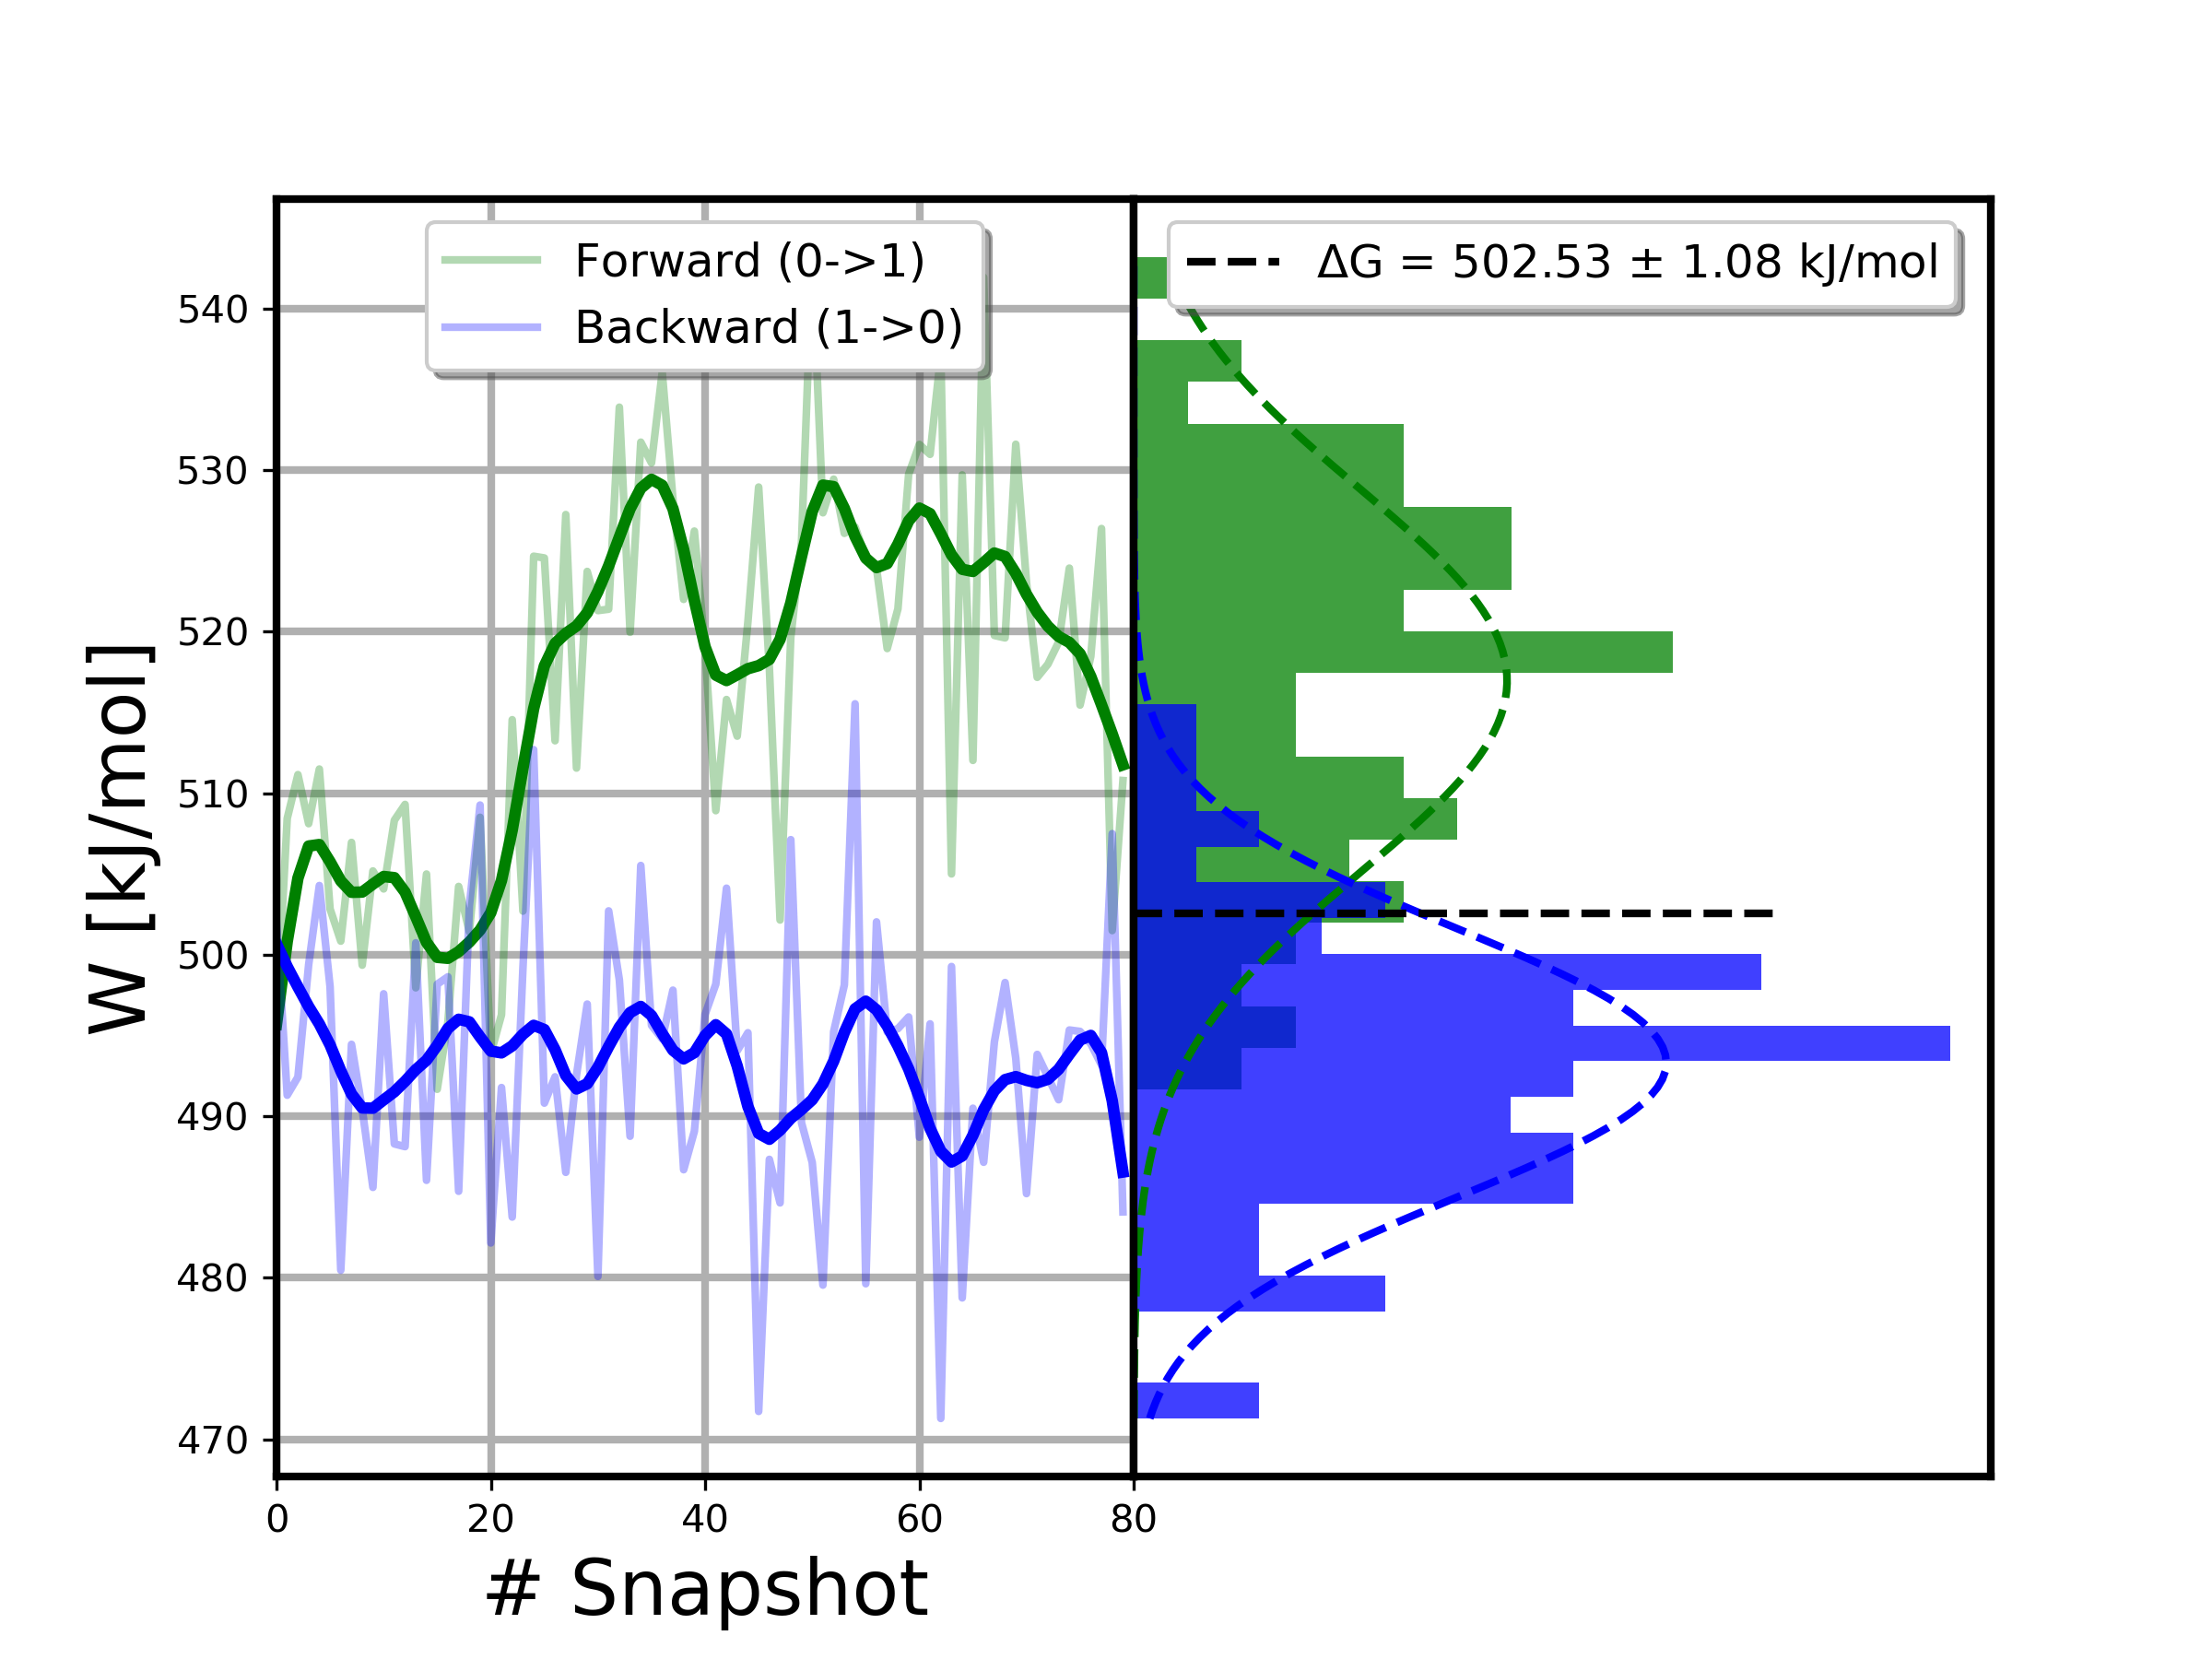 Forward (0->1)
Backward (1->0)
ΔG = 502.53 ± 1.08 kJ/mol
540
530
520
510
500
490
480
470
W [kJ/mol]
0 20 40 60 80
# Snapshot